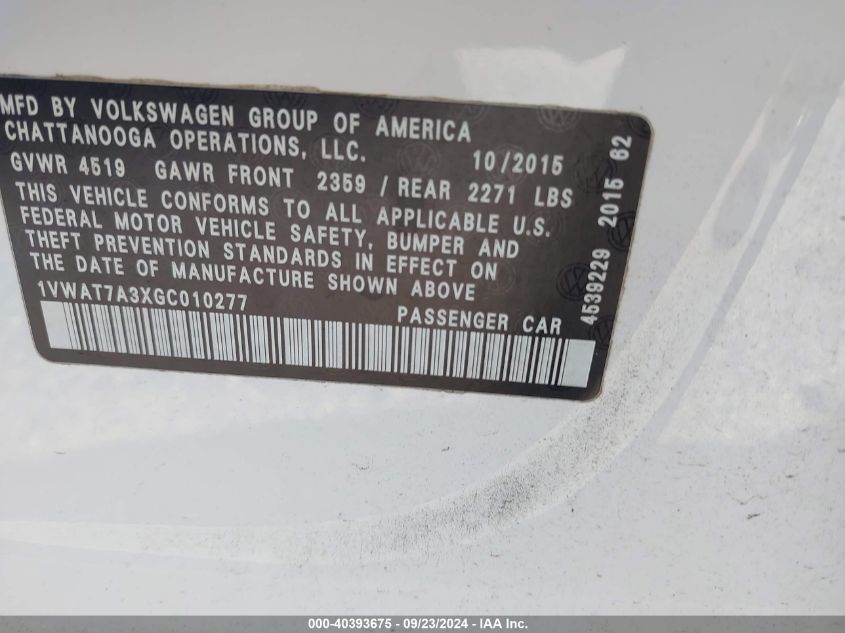 MFD BY VOLKSWAGEN GROUP OF AMERICA
CHATTANOOGA OPERATIONS, LLC. 10/2015
GVWR 4519 GAWR FRONT 2359 / REAR 2271 LBS
THIS VEHICLE CONFORMS TO ALL APPLICABLE U.S.
FEDERAL MOTOR VEHICLE SAFETY, BUMPER AND
THEFT PREVENTION STANDARDS IN EFFECT ON
THE DATE OF MANUFACTURE SHOWN ABOVE
1VWAT7A3XGC010277 PASSENGER CAR
4539229 2015 62
000-40393675 - 09/23/2024 - IAA Inc.